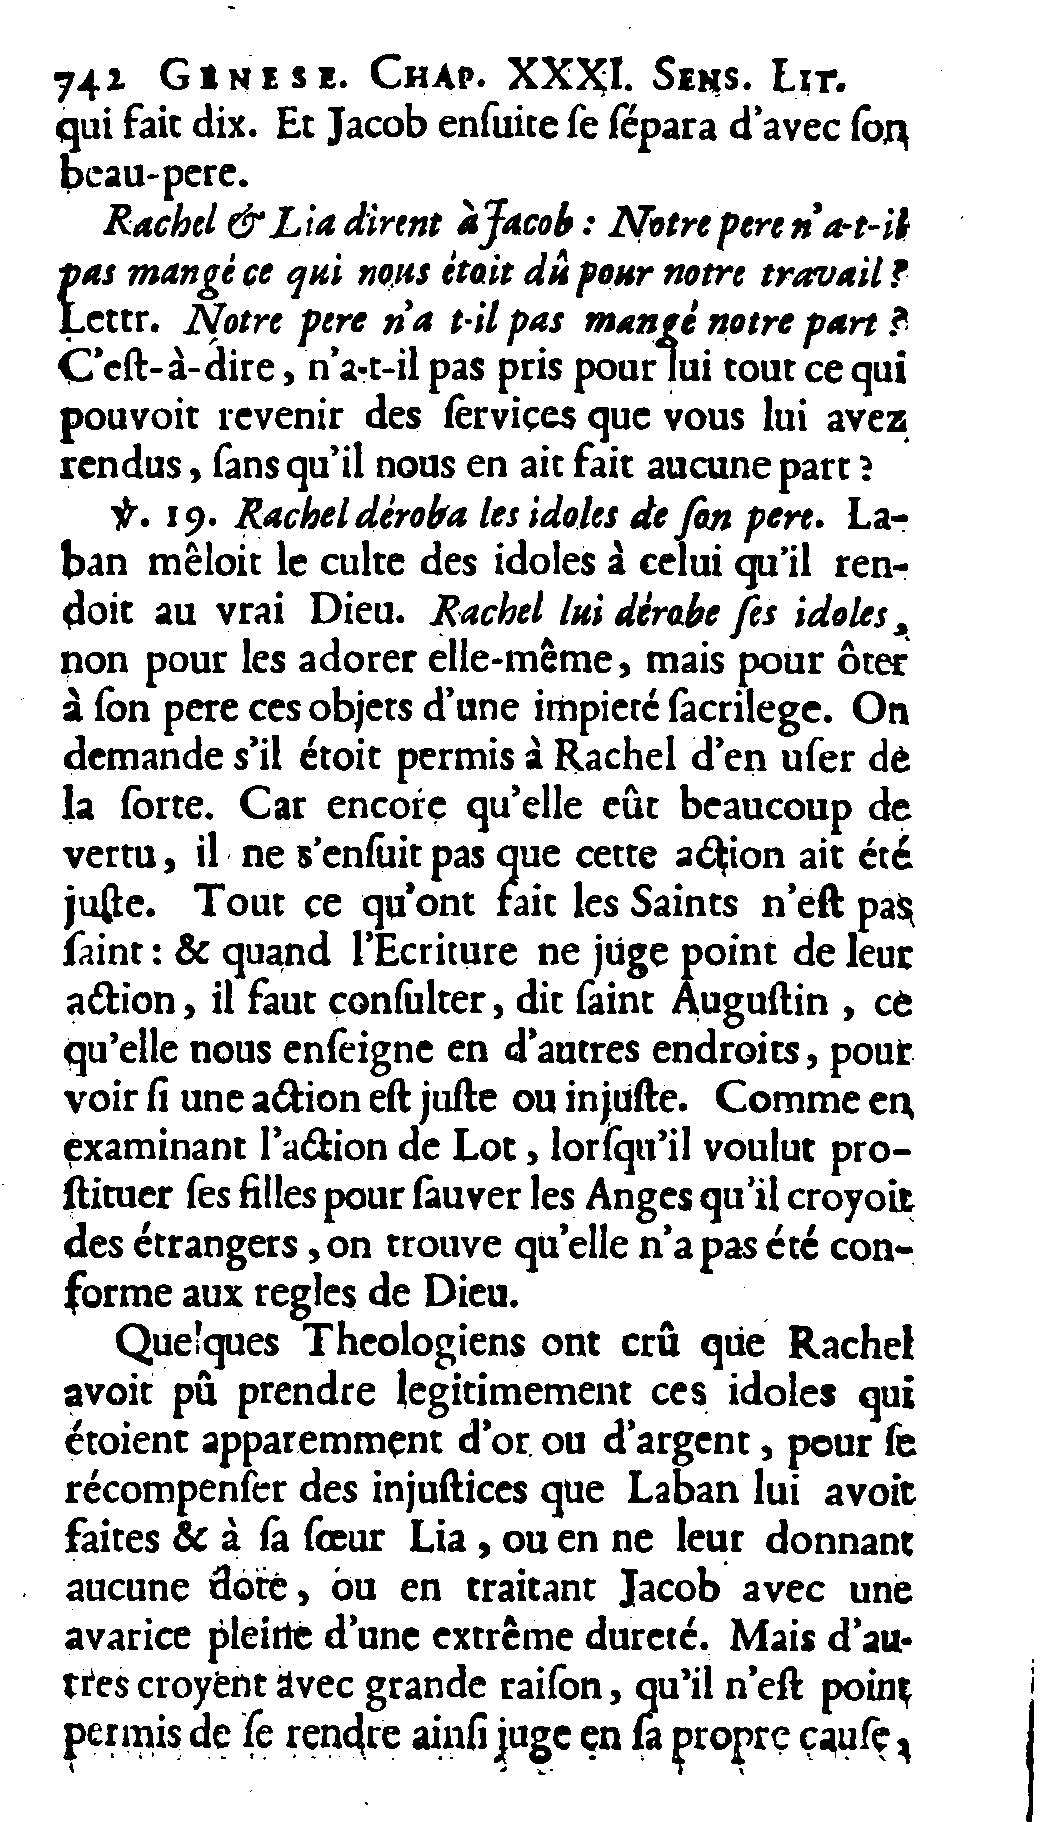 742 GENESE. CHAP. XXXI. SENS. LIT.
qui fait dix. Et Jacob enſuite ſe ſépara d'avec ſon
beau-pere.
Rachel & Lia dirent à Jacob : Notre pere n'a-t-il
pas mangé ce qui nous étoit dû pour notre travail ?
Lettr. Notre pere n'a t-il pas mangé notre part ?
C'eſt-à-dire, n'a-t-il pas pris pour lui tout ce qui
pouvoit revenir des ſervices que vous lui avez
rendus, ſans qu'il nous en ait fait aucune part ?
℣. 19. Rachel déroba les idoles de ſon pere. La-
ban mêloit le culte des idoles à celui qu'il ren-
doit au vrai Dieu. Rachel lui dérobe ſes idoles,
non pour les adorer elle-même, mais pour ôter
à ſon pere ces objets d'une impieté ſacrilege. On
demande s'il étoit permis à Rachel d'en uſer de
la ſorte. Car encore qu'elle eût beaucoup de
vertu, il ne s'enſuit pas que cette action ait été
juſte. Tout ce qu'ont fait les Saints n'eſt pas
ſaint : & quand l'Ecriture ne juge point de leur
action, il faut conſulter, dit ſaint Auguſtin, ce
qu'elle nous enſeigne en d'autres endroits, pour
voir ſi une action eſt juſte ou injuſte. Comme en
examinant l'action de Lot, lorſqu'il voulut pro-
ſtituer ſes filles pour ſauver les Anges qu'il croyoit
des étrangers, on trouve qu'elle n'a pas été con-
forme aux regles de Dieu.
Quelques Theologiens ont crû que Rachel
avoit pû prendre legitimement ces idoles qui
étoient apparemment d'or ou d'argent, pour ſe
récompenſer des injuſtices que Laban lui avoit
faites & à ſa ſœur Lia, ou en ne leur donnant
aucune dote, ou en traitant Jacob avec une
avarice pleine d'une extrême dureté. Mais d'au-
tres croyent avec grande raiſon, qu'il n'eſt point
permis de ſe rendre ainſi juge en ſa propre cauſe,